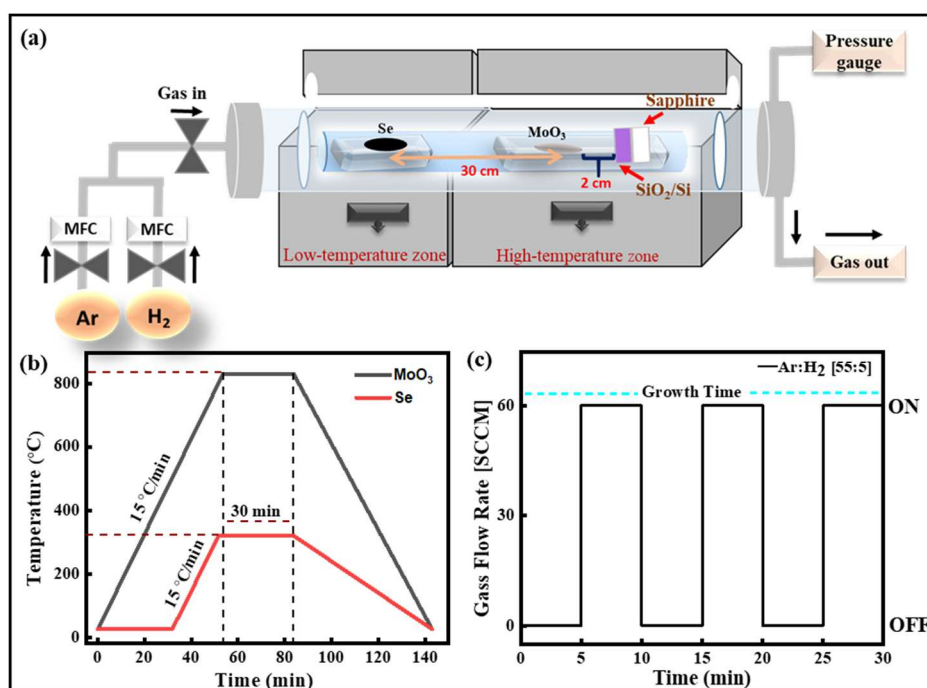 (a)
Pressure
gauge
Gas in
Sapphire
Se
MoO₃
30 cm
2 cm
SiO₂/Si
MFC MFC
Low-temperature zone
High-temperature zone
Gas out
Ar
H₂
(b)
Temperature (°C)
800
600
400
200
0
MoO₃
Se
15 °C/min
15 °C/min
30 min
0 20 40 60 80 100 120 140
Time (min)
(c)
Gass Flow Rate [SCCM]
60
30
0
Ar:H₂ [55:5]
Growth Time
ON
OFF
0 5 10 15 20 25 30
Time (min)